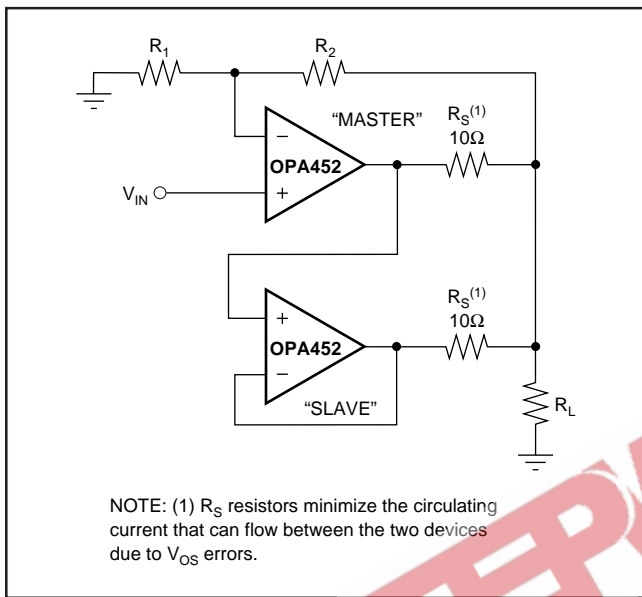 R1
R2
"MASTER"
RS(1)
10Ω
OPA452
VIN
RS(1)
10Ω
OPA452
"SLAVE"
RL
NOTE: (1) RS resistors minimize the circulating
current that can flow between the two devices
due to VOS errors.